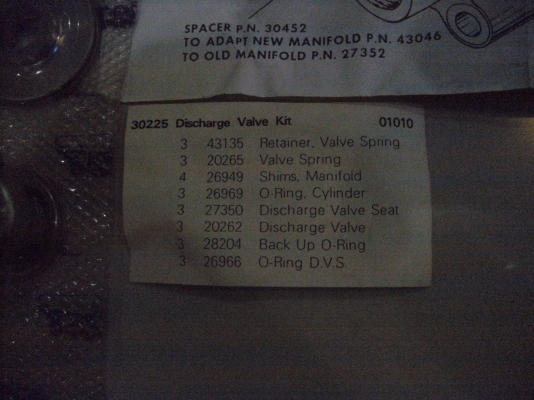 SPACER P.N. 30452
TO ADAPT NEW MANIFOLD P.N. 43046
TO OLD MANIFOLD P.N. 27352
30225 Discharge Valve Kit 01010
3 43135 Retainer, Valve Spring
3 20265 Valve Spring
4 26949 Shims, Manifold
3 26969 O-Ring, Cylinder
3 27350 Discharge Valve Seat
3 20262 Discharge Valve
3 28204 Back Up O-Ring
3 26966 O-Ring D.V.S.